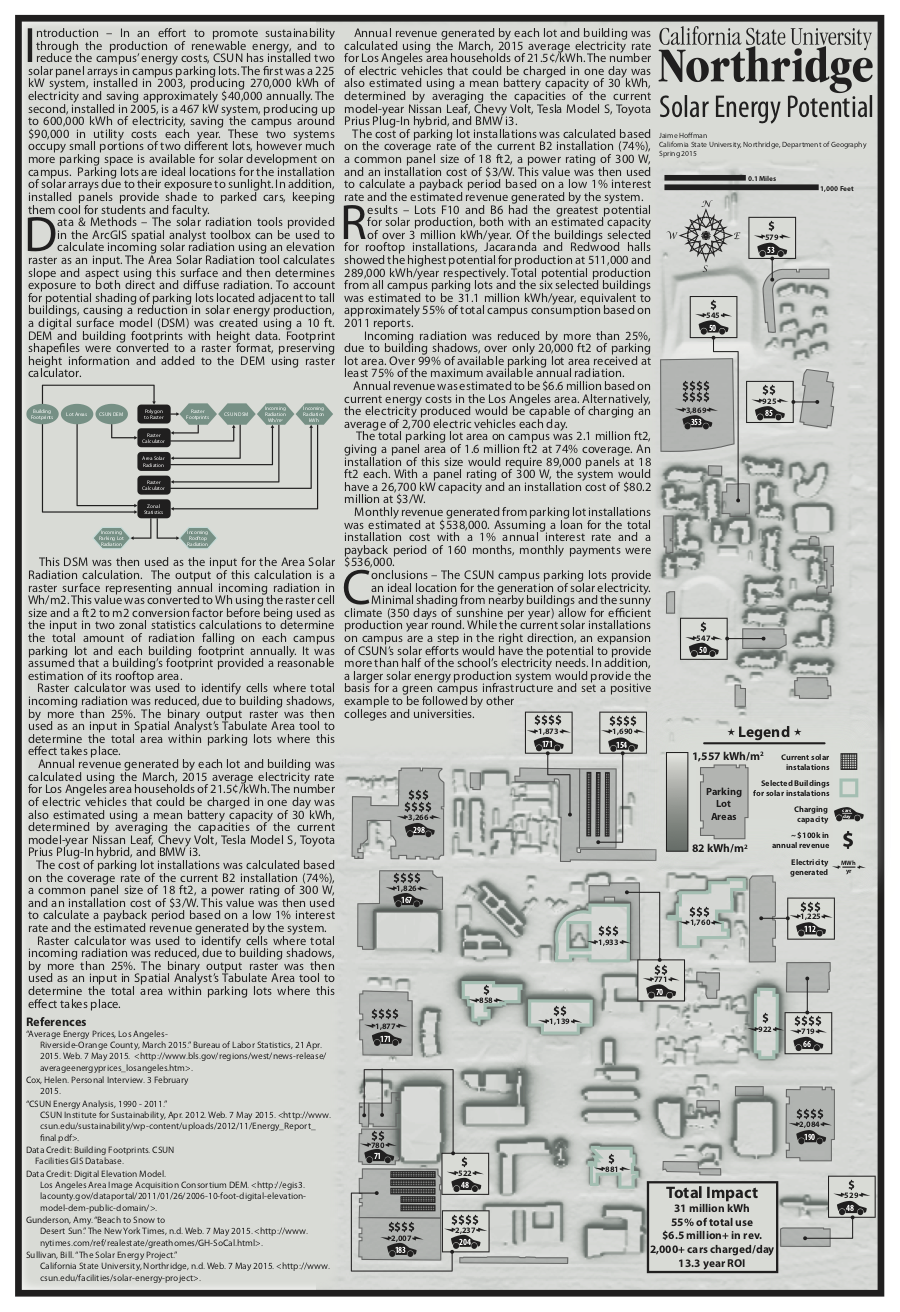 Introduction – In an effort to promote sustainability
through the production of renewable energy, and to
reduce the campus' energy costs, CSUN has installed two
solar panel arrays in campus parking lots. The first was a 225
kW system, installed in 2003, producing 270,000 kWh of
electricity and saving approximately $40,000 annually. The
second, installed in 2005, is a 467 kW system, producing up
to 600,000 kWh of electricity, saving the campus around
$90,000 in utility costs each year. These two systems
occupy small portions of two different lots, however much
more parking space is available for solar development on
campus. Parking lots are ideal locations for the installation
of solar arrays due to their exposure to sunlight. In addition,
installed panels provide shade to parked cars, keeping
them cool for students and faculty.
Data & Methods – The solar radiation tools provided
in the ArcGIS spatial analyst toolbox can be used to
calculate incoming solar radiation using an elevation
raster as an input. The Area Solar Radiation tool calculates
slope and aspect using this surface and then determines
exposure to both direct and diffuse radiation. To account
for potential shading of parking lots located adjacent to tall
buildings, causing a reduction in solar energy production,
a digital surface model (DSM) was created using a 10 ft.
DEM and building footprints with height data. Footprint
shapefiles were converted to a raster format, preserving
height information and added to the DEM using raster
calculator.
Building Footprints
Lot Areas
CSUN DEM
Polygon to Raster
Raster Footprints
CSUN DSM
Incoming Radiation Wh/m
Incoming Radiation kWh
Raster Calculator
Area Solar Radiation
Raster Calculator
Zonal Statistics
Incoming Parking Lot Radiation
Incoming Rooftop Radiation
This DSM was then used as the input for the Area Solar
Radiation calculation. The output of this calculation is a
raster surface representing annual incoming radiation in
Wh/m2. This value was converted to Wh using the raster cell
size and a ft2 to m2 conversion factor before being used as
the input in two zonal statistics calculations to determine
the total amount of radiation falling on each campus
parking lot and each building footprint annually. It was
assumed that a building's footprint provided a reasonable
estimation of its rooftop area.
Raster calculator was used to identify cells where total
incoming radiation was reduced, due to building shadows,
by more than 25%. The binary output raster was then
used as an input in Spatial Analyst's Tabulate Area tool to
determine the total area within parking lots where this
effect takes place.
Annual revenue generated by each lot and building was
calculated using the March, 2015 average electricity rate
for Los Angeles area households of 21.5¢/kWh. The number
of electric vehicles that could be charged in one day was
also estimated using a mean battery capacity of 30 kWh,
determined by averaging the capacities of the current
model-year Nissan Leaf, Chevy Volt, Tesla Model S, Toyota
Prius Plug-In hybrid, and BMW i3.
The cost of parking lot installations was calculated based
on the coverage rate of the current B2 installation (74%),
a common panel size of 18 ft2, a power rating of 300 W,
and an installation cost of $3/W. This value was then used
to calculate a payback period based on a low 1% interest
rate and the estimated revenue generated by the system.
Raster calculator was used to identify cells where total
incoming radiation was reduced, due to building shadows,
by more than 25%. The binary output raster was then
used as an input in Spatial Analyst's Tabulate Area tool to
determine the total area within parking lots where this
effect takes place.
References
"Average Energy Prices, Los Angeles-
Riverside-Orange County, March 2015." Bureau of Labor Statistics, 21 Apr.
2015. Web. 7 May 2015. <http://www.bls.gov/regions/west/news-release/
averageenergyprices_losangeles.htm>.
Cox, Helen. Personal Interview. 3 February
2015.
"CSUN Energy Analysis, 1990 - 2011."
CSUN Institute for Sustainability, Apr. 2012. Web. 7 May 2015. <http://www.
csun.edu/sustainability/wp-content/uploads/2012/11/Energy_Report_
final.pdf>.
Data Credit: Building Footprints. CSUN
Facilities GIS Database.
Data Credit: Digital Elevation Model.
Los Angeles Area Image Acquisition Consortium DEM. <http://egis3.
lacounty.gov/dataportal/2011/01/26/2006-10-foot-digital-elevation-
model-dem-public-domain/>.
Gunderson, Amy. "Beach to Snow to
Desert Sun." The New York Times, n.d. Web. 7 May 2015. <http://www.
nytimes.com/ref/realestate/greathomes/GH-SoCal.html>.
Sullivan, Bill. "The Solar Energy Project."
California State University, Northridge, n.d. Web. 7 May 2015. <http://www.
csun.edu/facilities/solar-energy-project>.
Annual revenue generated by each lot and building was
calculated using the March, 2015 average electricity rate
for Los Angeles area households of 21.5¢/kWh. The number
of electric vehicles that could be charged in one day was
also estimated using a mean battery capacity of 30 kWh,
determined by averaging the capacities of the current
model-year Nissan Leaf, Chevy Volt, Tesla Model S, Toyota
Prius Plug-In hybrid, and BMW i3.
The cost of parking lot installations was calculated based
on the coverage rate of the current B2 installation (74%),
a common panel size of 18 ft2, a power rating of 300 W,
and an installation cost of $3/W. This value was then used
to calculate a payback period based on a low 1% interest
rate and the estimated revenue generated by the system.
Results – Lots F10 and B6 had the greatest potential
for solar production, both with an estimated capacity
of over 3 million kWh/year. Of the buildings selected
for rooftop installations, Jacaranda and Redwood halls
showed the highest potential for production at 511,000 and
289,000 kWh/year respectively. Total potential production
from all campus parking lots and the six selected buildings
was estimated to be 31.1 million kWh/year, equivalent to
approximately 55% of total campus consumption based on
2011 reports.
Incoming radiation was reduced by more than 25%,
due to building shadows, over only 20,000 ft2 of parking
lot area. Over 99% of available parking lot area received at
least 75% of the maximum available annual radiation.
Annual revenue was estimated to be $6.6 million based on
current energy costs in the Los Angeles area. Alternatively,
the electricity produced would be capable of charging an
average of 2,700 electric vehicles each day.
The total parking lot area on campus was 2.1 million ft2,
giving a panel area of 1.6 million ft2 at 74% coverage. An
installation of this size would require 89,000 panels at 18
ft2 each. With a panel rating of 300 W, the system would
have a 26,700 kW capacity and an installation cost of $80.2
million at $3/W.
Monthly revenue generated from parking lot installations
was estimated at $538,000. Assuming a loan for the total
installation cost with a 1% annual interest rate and a
payback period of 160 months, monthly payments were
$536,000.
Conclusions – The CSUN campus parking lots provide
an ideal location for the generation of solar electricity.
Minimal shading from nearby buildings and the sunny
climate (350 days of sunshine per year) allow for efficient
production year round. While the current solar installations
on campus are a step in the right direction, an expansion
of CSUN's solar efforts would have the potential to provide
more than half of the school's electricity needs. In addition,
a larger solar energy production system would provide the
basis for a green campus infrastructure and set a positive
example to be followed by other
colleges and universities.
California State University
Northridge
Solar Energy Potential
Jaime Hoffman
California State University, Northridge, Department of Geography
Spring 2015
0.1 Miles
1,000 Feet
N
W E
S
$
579
53
$
545
50
$$$$
$$$$
3,869
353
$$
925
85
$
547
50
$$$$
1,873
171
$$$$
1,690
154
★ Legend ★
1,557 kWh/m²
Parking
Lot
Areas
82 kWh/m²
Current solar
instalations
Selected Buildings
for solar instalations
Charging
capacity
cars
day
~$100k in
annual revenue
$
Electricity
generated
MWh
yr
$$$
$$$$
3,266
298
$$$$
1,826
167
$$$
1,933
$$$
1,760
$$$
1,225
112
$$
771
70
$
858
$$
1,139
$$$$
1,877
171
$
922
$$$$
719
66
$$
780
71
$
522
48
$
881
$$$$
2,084
190
$$$$
2,007
183
$$$$
2,237
204
$
529
48
Total Impact
31 million kWh
55% of total use
$6.5 million+ in rev.
2,000+ cars charged/day
13.3 year ROI